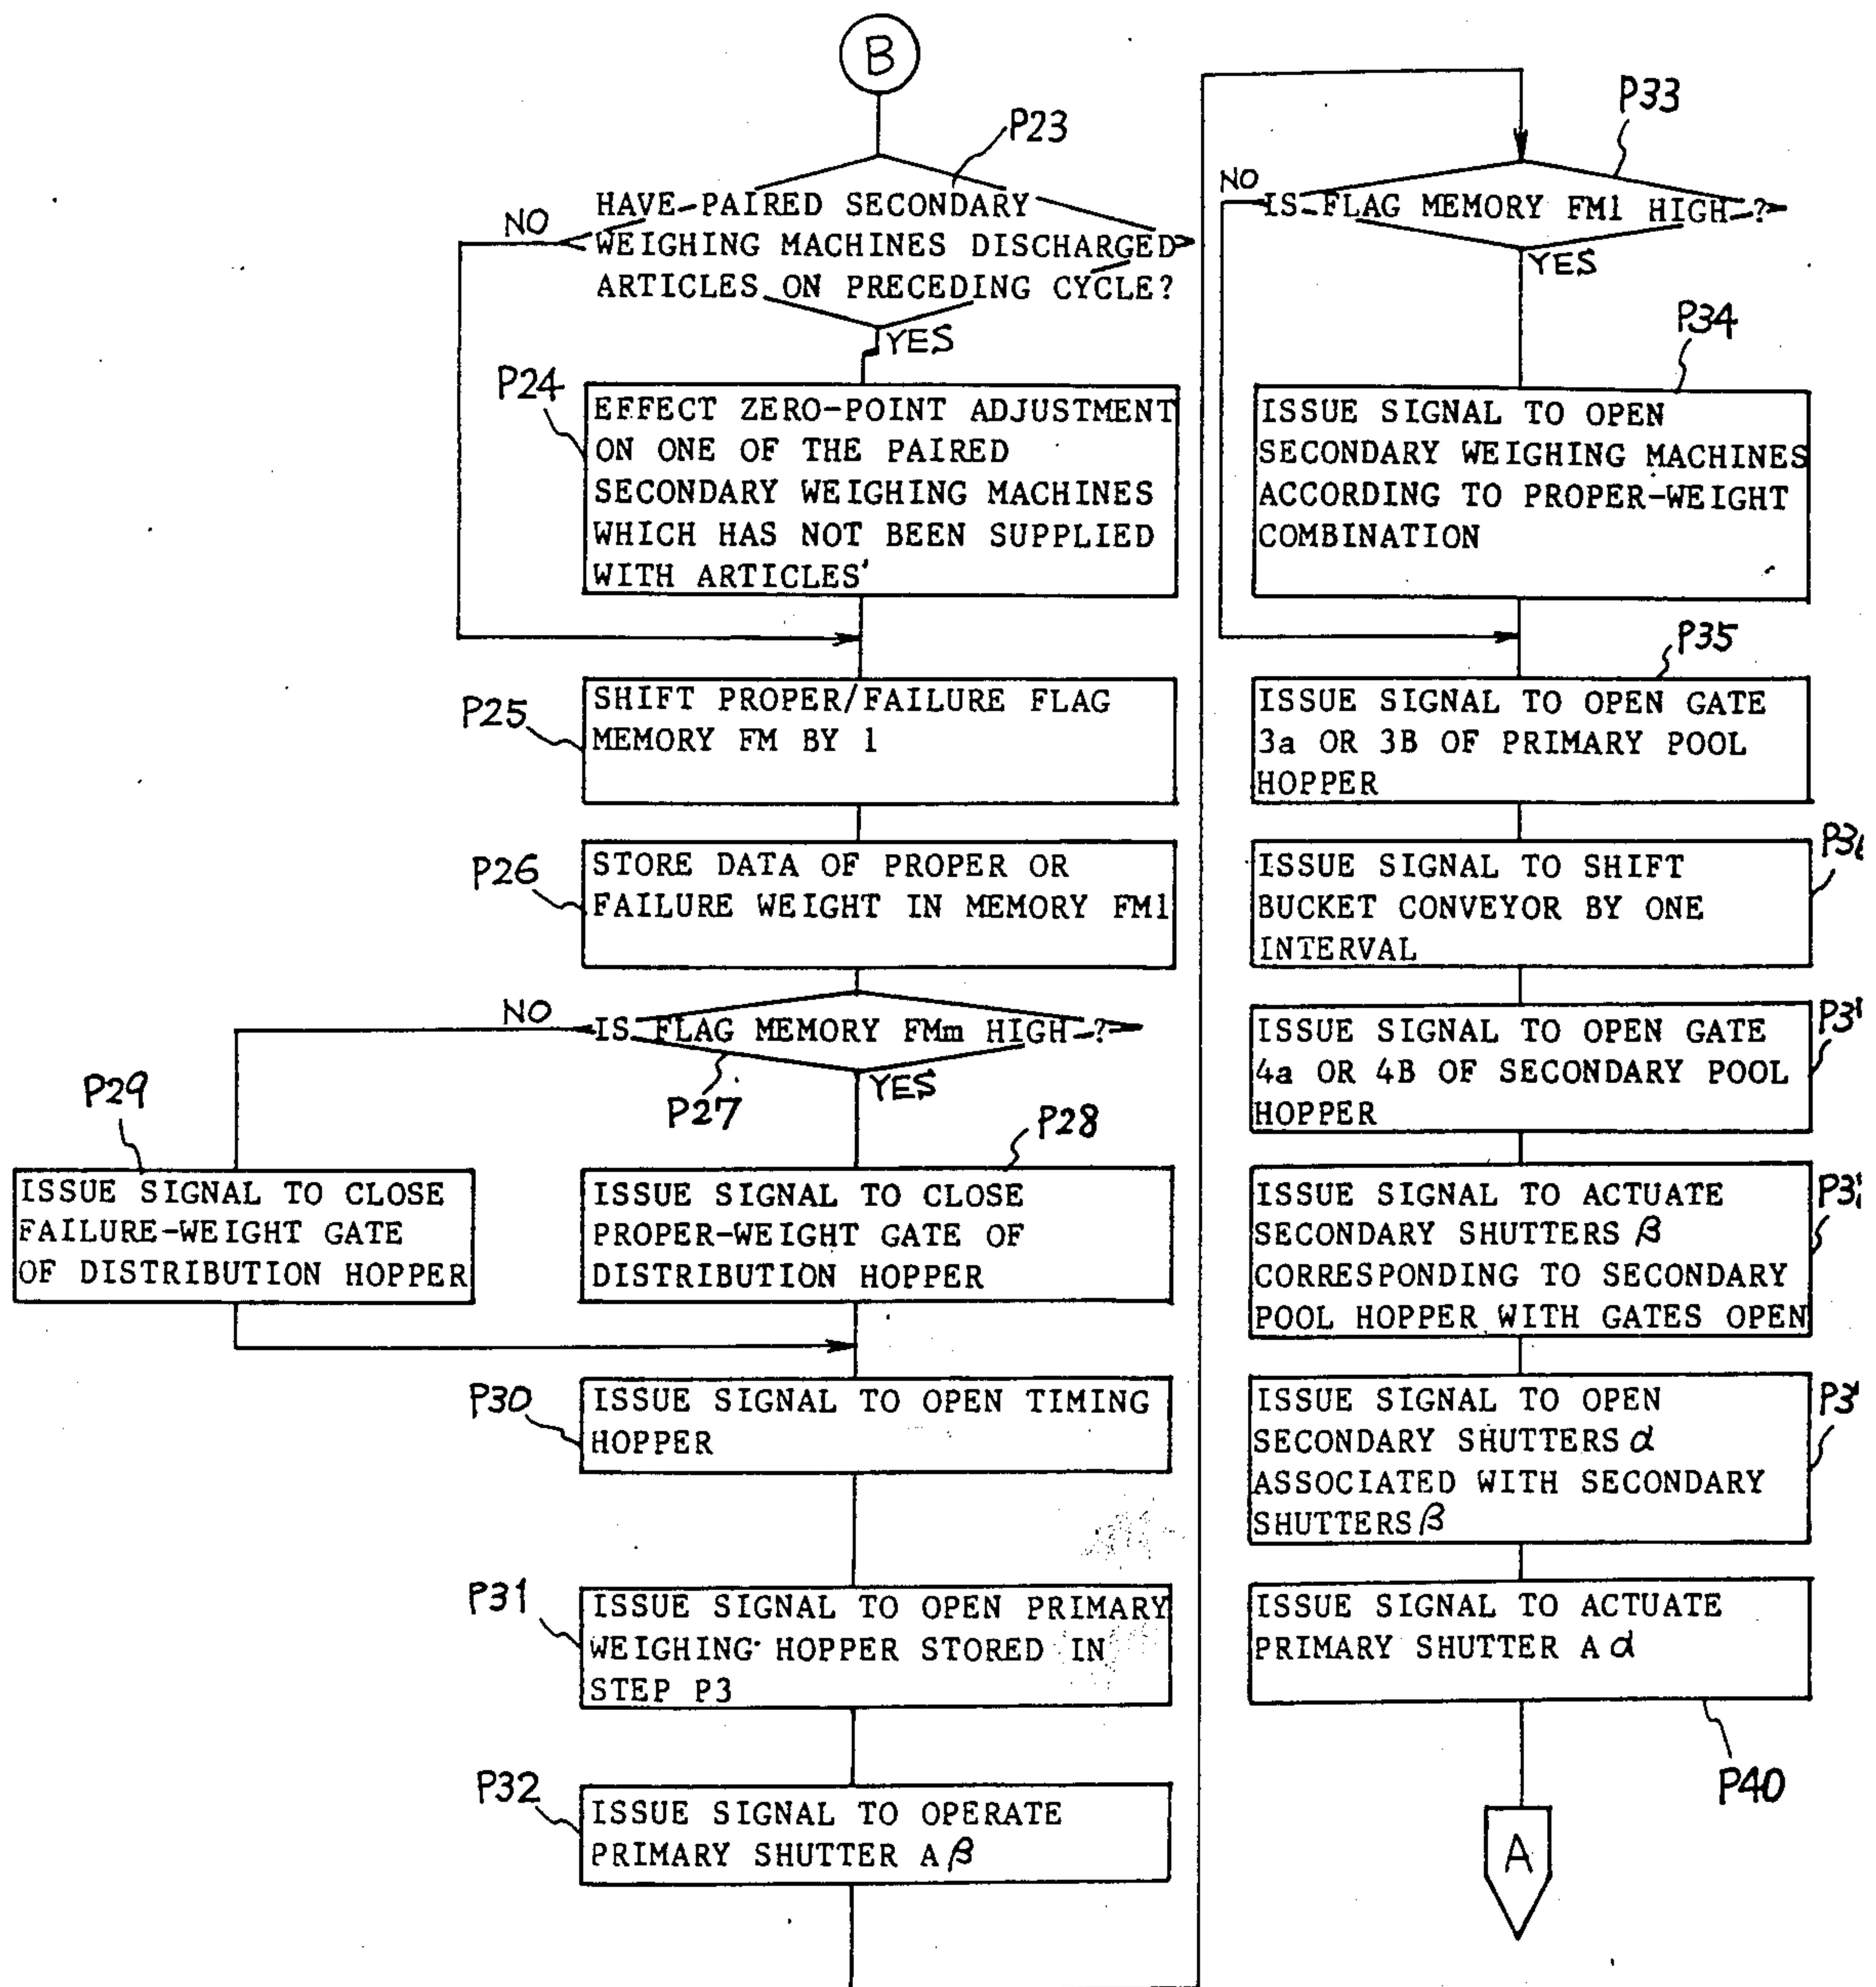 B
P23
HAVE PAIRED SECONDARY
WEIGHING MACHINES DISCHARGED
ARTICLES ON PRECEDING CYCLE?
NO
YES
P24
EFFECT ZERO-POINT ADJUSTMENT
ON ONE OF THE PAIRED
SECONDARY WEIGHING MACHINES
WHICH HAS NOT BEEN SUPPLIED
WITH ARTICLES
P25
SHIFT PROPER/FAILURE FLAG
MEMORY FM BY 1
P26
STORE DATA OF PROPER OR
FAILURE WEIGHT IN MEMORY FM1
NO
IS FLAG MEMORY FMm HIGH ?
YES
P27
P29
ISSUE SIGNAL TO CLOSE
FAILURE-WEIGHT GATE
OF DISTRIBUTION HOPPER
P28
ISSUE SIGNAL TO CLOSE
PROPER-WEIGHT GATE OF
DISTRIBUTION HOPPER
P30
ISSUE SIGNAL TO OPEN TIMING
HOPPER
P31
ISSUE SIGNAL TO OPEN PRIMARY
WEIGHING HOPPER STORED IN
STEP P3
P32
ISSUE SIGNAL TO OPERATE
PRIMARY SHUTTER A β
P33
NO
IS FLAG MEMORY FM1 HIGH ?
YES
P34
ISSUE SIGNAL TO OPEN
SECONDARY WEIGHING MACHINES
ACCORDING TO PROPER-WEIGHT
COMBINATION
P35
ISSUE SIGNAL TO OPEN GATE
3a OR 3B OF PRIMARY POOL
HOPPER
ISSUE SIGNAL TO SHIFT
BUCKET CONVEYOR BY ONE
INTERVAL
ISSUE SIGNAL TO OPEN GATE
4a OR 4B OF SECONDARY POOL
HOPPER
ISSUE SIGNAL TO ACTUATE
SECONDARY SHUTTERS β
CORRESPONDING TO SECONDARY
POOL HOPPER WITH GATES OPEN
ISSUE SIGNAL TO OPEN
SECONDARY SHUTTERS α
ASSOCIATED WITH SECONDARY
SHUTTERS β
ISSUE SIGNAL TO ACTUATE
PRIMARY SHUTTER A α
P40
A